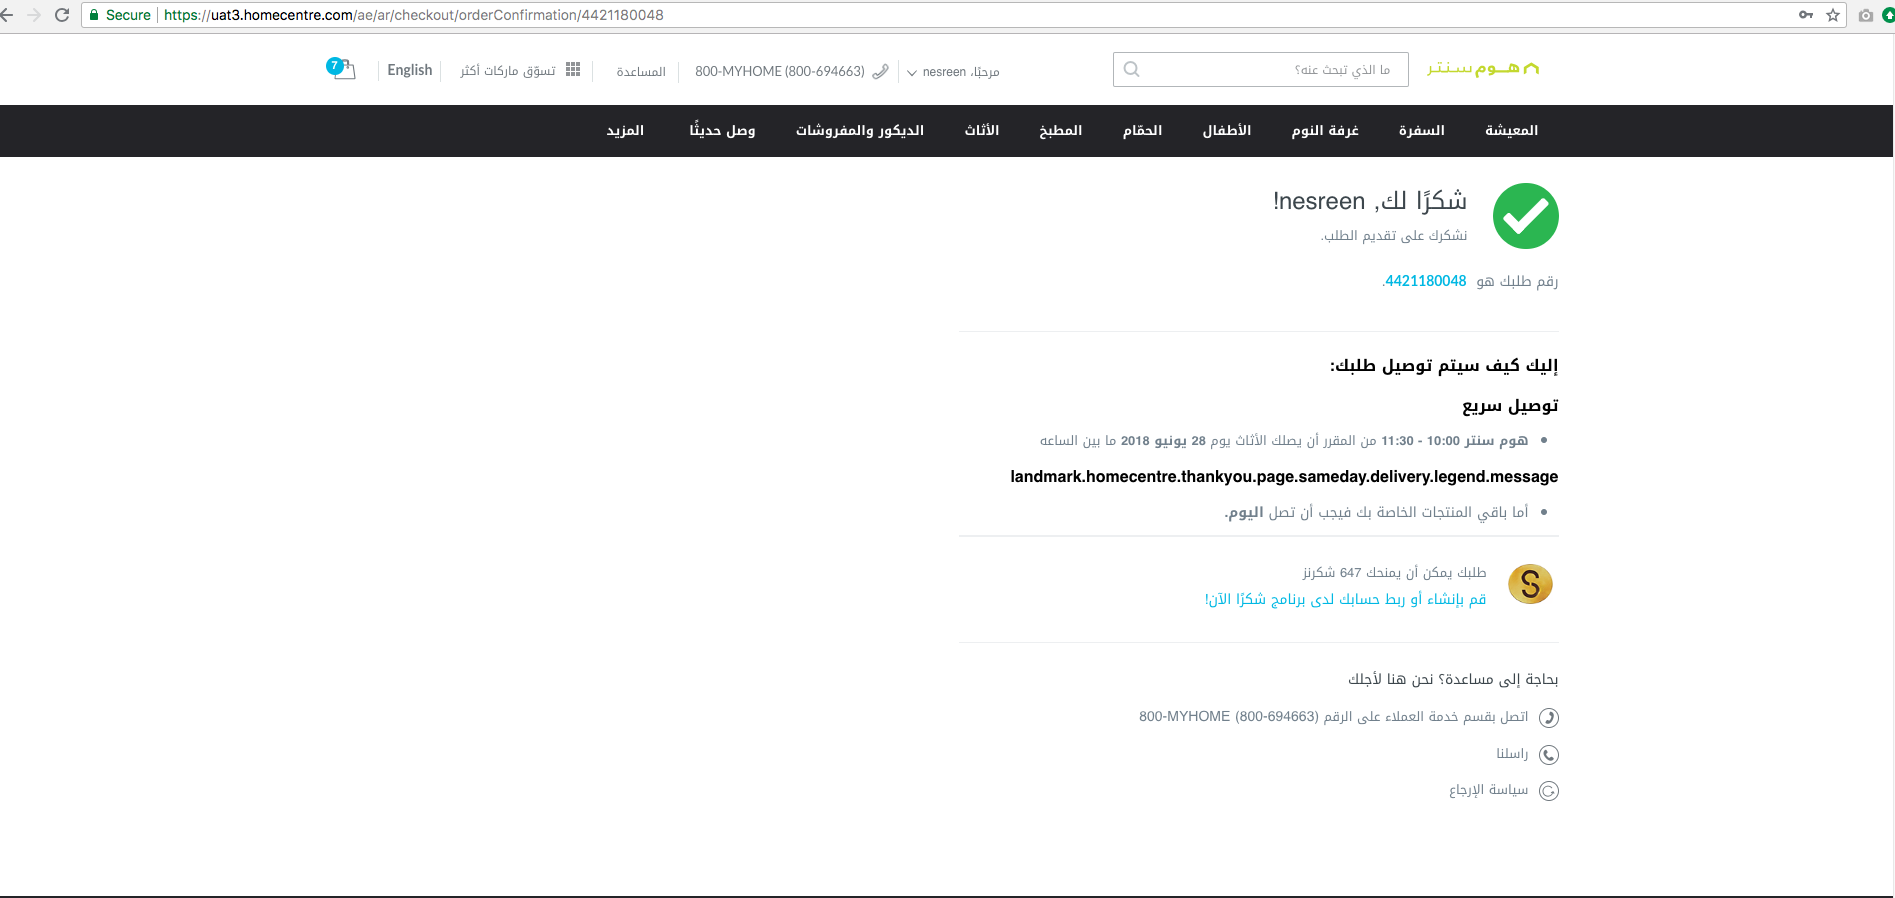 Secure https://uat3.homecentre.com/ae/ar/checkout/orderConfirmation/4421180048
هوم سنتر
ما الذي تبحث عنه؟
مرحبًا، nesreen
800-MYHOME (800-694663)
المساعدة
تسوّق ماركات أكثر
English
7
المعيشة السفرة غرفة النوم الأطفال الحمّام المطبخ الأثاث الديكور والمفروشات وصل حديثًا المزيد
شكرًا لك, nesreen!
نشكرك على تقديم الطلب.
رقم طلبك هو 4421180048.
إليك كيف سيتم توصيل طلبك:
توصيل سريع
هوم سنتر 10:00 - 11:30 من المقرر أن يصلك الأثاث يوم 28 يونيو 2018 ما بين الساعه
landmark.homecentre.thankyou.page.sameday.delivery.legend.message
أما باقي المنتجات الخاصة بك فيجب أن تصل اليوم.
طلبك يمكن أن يمنحك 647 شكرنز
قم بإنشاء أو ربط حسابك لدى برنامج شكرًا الآن!
بحاجة إلى مساعدة؟ نحن هنا لأجلك
اتصل بقسم خدمة العملاء على الرقم 800-MYHOME (800-694663)
راسلنا
سياسة الإرجاع